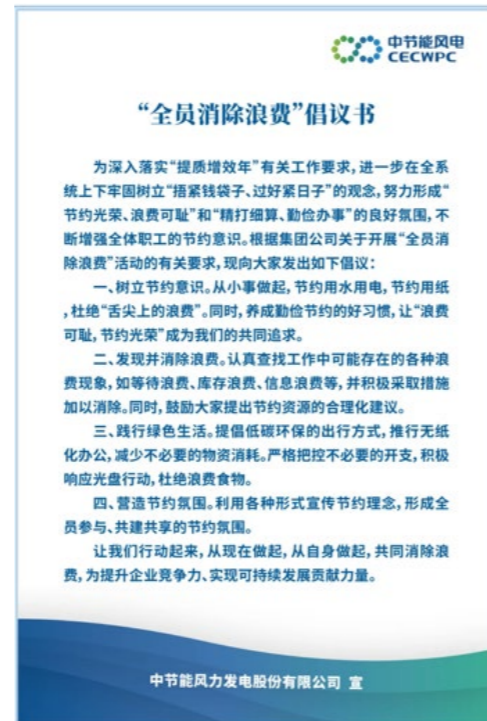 中节能风电
CECWPC
“全员消除浪费”倡议书
为深入落实“提质增效年”有关工作要求，进一步在全系
统上下牢固树立“捂紧钱袋子、过好紧日子”的观念，努力形成“
节约光荣、浪费可耻”和“精打细算、勤俭办事”的良好氛围，不
断增强全体职工的节约意识。根据集团公司关于开展“全员消
除浪费”活动的有关要求，现向大家发出如下倡议：
一、树立节约意识。从小事做起，节约用水用电，节约用纸
，杜绝“舌尖上的浪费”。同时，养成勤俭节约的好习惯，让“浪费
可耻，节约光荣”成为我们的共同追求。
二、发现并消除浪费。认真查找工作中可能存在的各种浪
费现象，如等待浪费、库存浪费、信息浪费等，并积极采取措施
加以消除。同时，鼓励大家提出节约资源的合理化建议。
三、践行绿色生活。提倡低碳环保的出行方式，推行无纸
化办公，减少不必要的物资消耗。严格把控不必要的开支，积极
响应光盘行动，杜绝浪费食物。
四、营造节约氛围。利用各种形式宣传节约理念，形成全
员参与、共建共享的节约氛围。
让我们行动起来，从现在做起，从自身做起，共同消除浪
费，为提升企业竞争力、实现可持续发展贡献力量。
中节能风力发电股份有限公司 宣